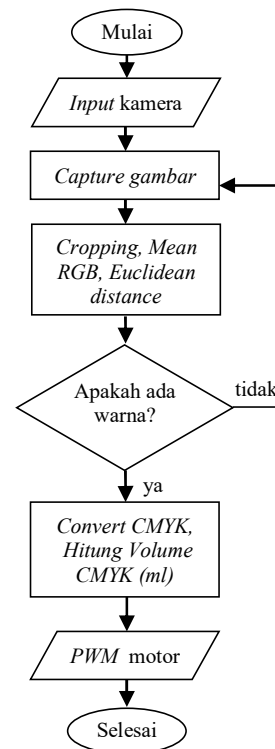 Mulai
Input kamera
Capture gambar
Cropping, Mean
RGB, Euclidean
distance
Apakah ada
warna?
tidak
ya
Convert CMYK,
Hitung Volume
CMYK (ml)
PWM motor
Selesai